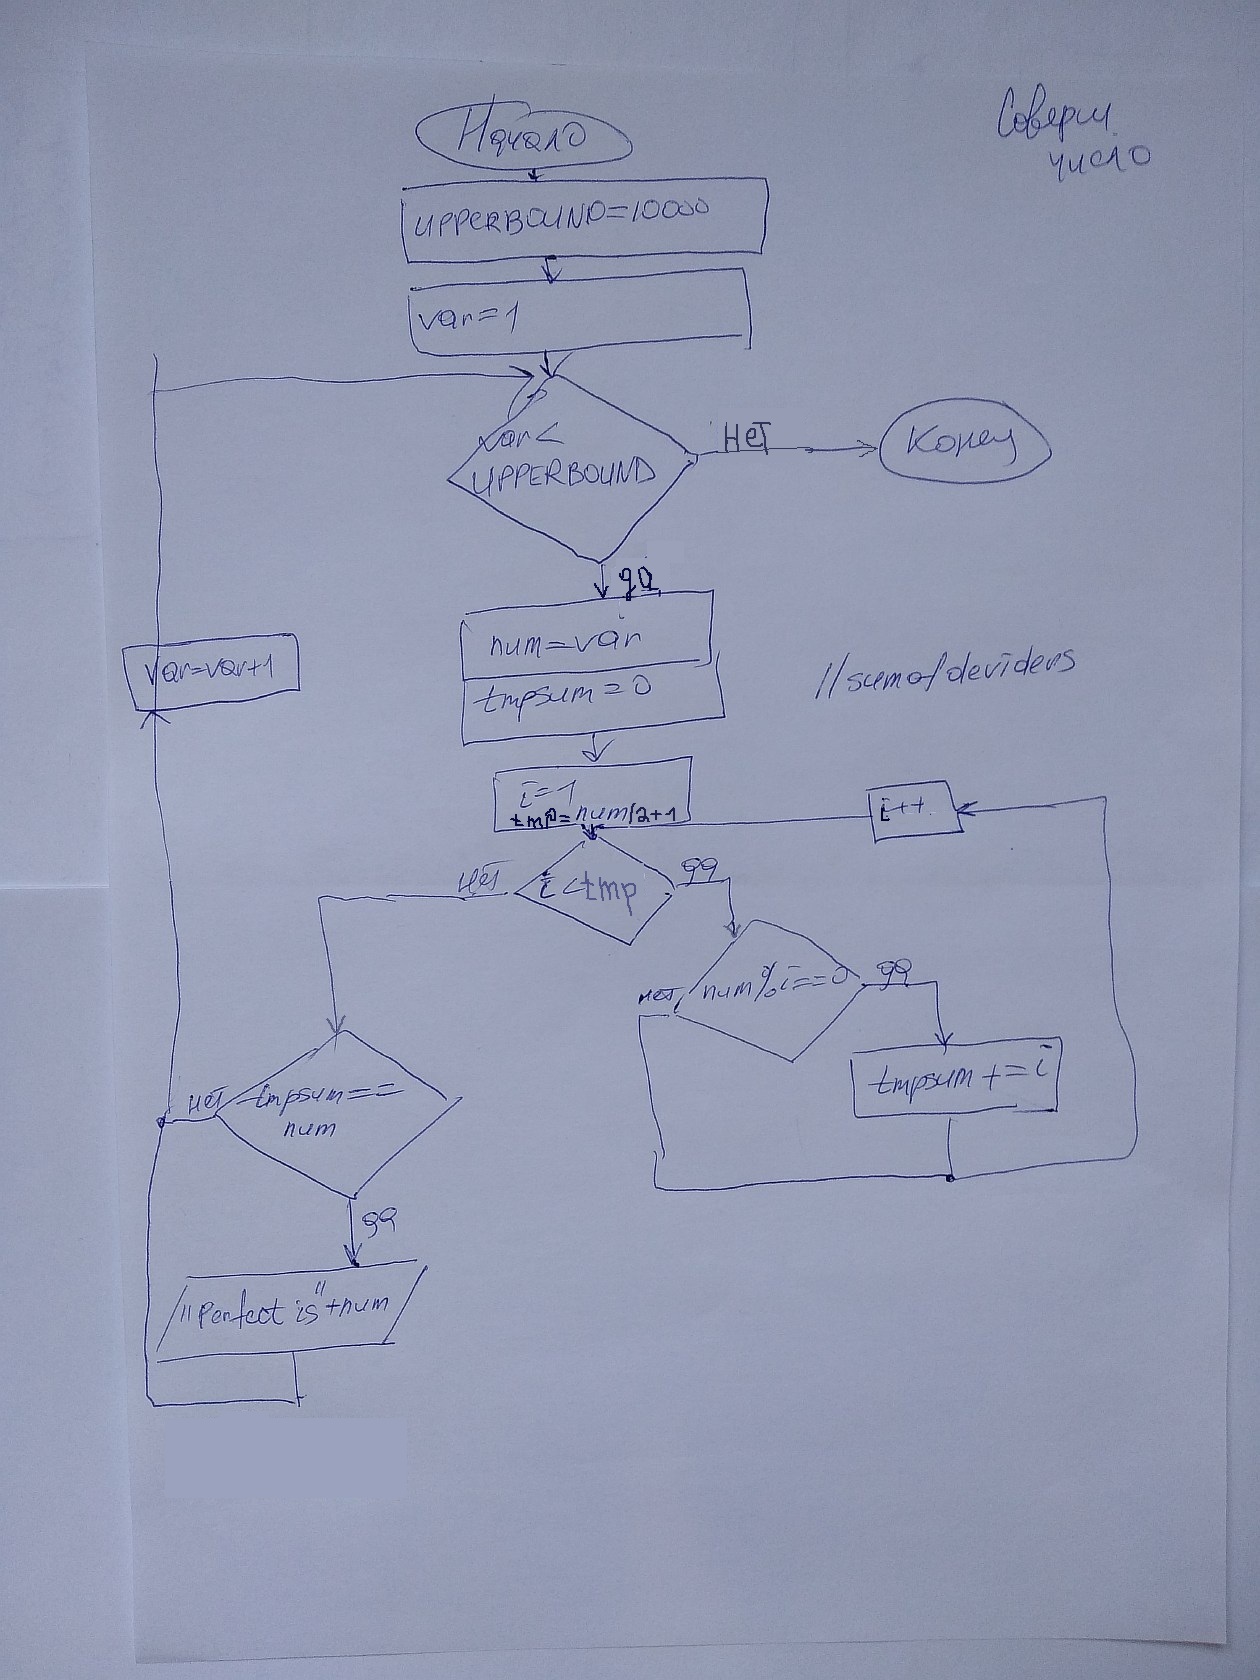 Соверш
число
Начало
UPPERBOUND=10000
var=1
var<
UPPERBOUND
нет
Конец
да
num=var
tmpsum=0
var=var+1
//sumofdeviders
i=1
tmp=num/2+1
i++
нет
i<tmp
да
нет
num%i==0
да
tmpsum+=i
нет
tmpsum==
num
да
"Perfect is"+num